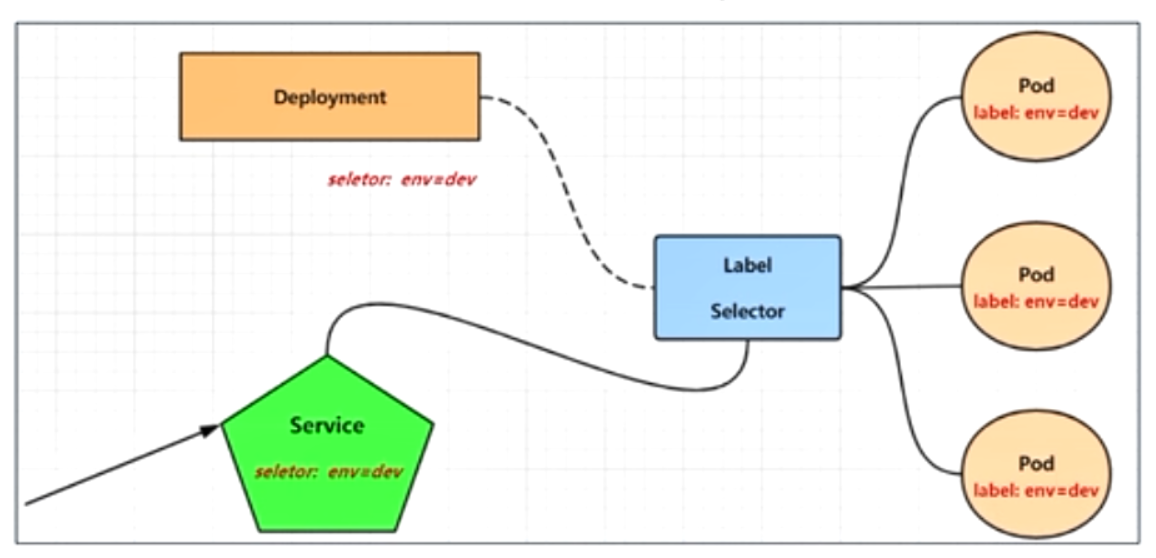 Deployment
seletor: env=dev
Service
seletor: env=dev
Label
Selector
Pod
label: env=dev
Pod
label: env=dev
Pod
label: env=dev